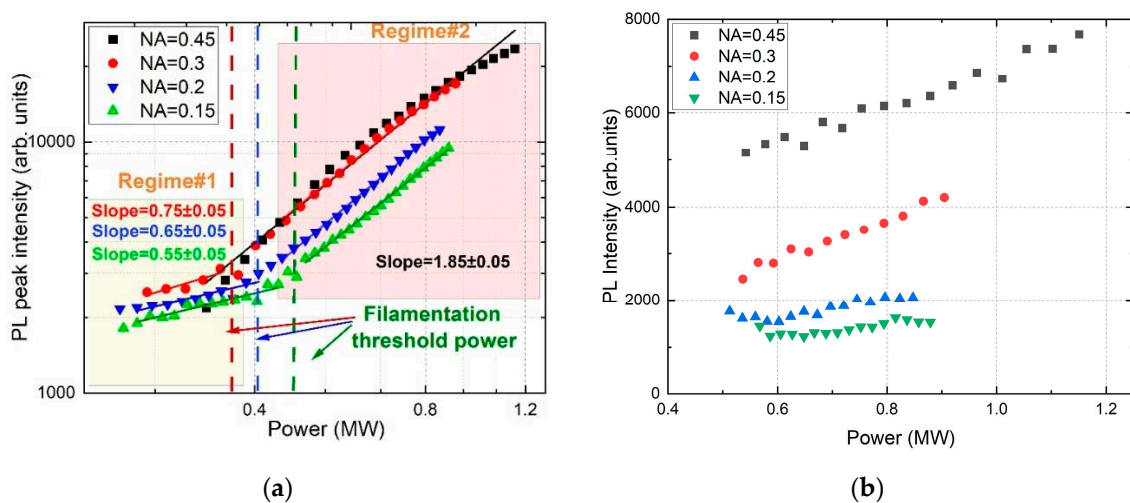 Regime#2
NA=0.45
NA=0.3
NA=0.2
NA=0.15
10000
Regime#1
Slope=0.75±0.05
Slope=0.65±0.05
Slope=0.55±0.05
Slope=1.85±0.05
Filamentation
threshold power
1000
0.4
0.8
1.2
PL peak intensity (arb. units)
Power (MW)
(a)
8000
NA=0.45
NA=0.3
NA=0.2
NA=0.15
6000
4000
2000
0
0.4
0.6
0.8
1.0
1.2
PL Intensity (arb.units)
Power (MW)
(b)